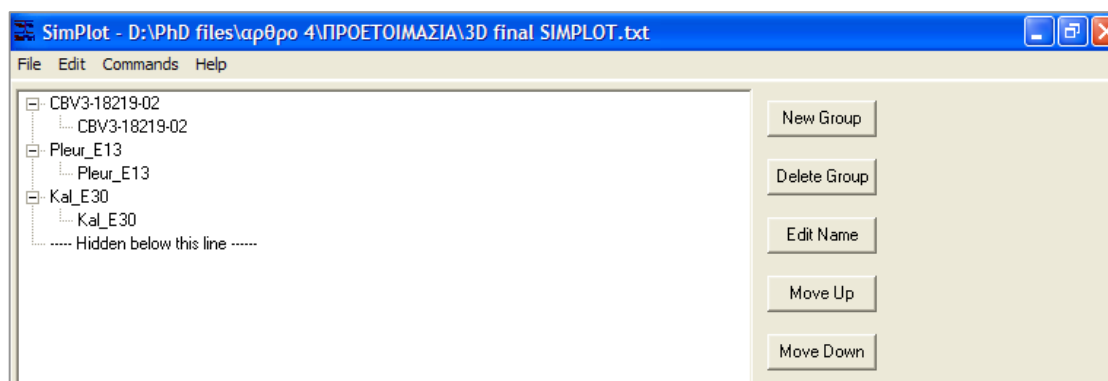 SimPlot - D:\PhD files\αρθρο 4\ΠΡΟΕΤΟΙΜΑΣΙΑ\3D final SIMPLOT.txt
File Edit Commands Help
CBV3-18219-02
CBV3-18219-02
Pleur_E13
Pleur_E13
Kal_E30
Kal_E30
----- Hidden below this line ------
New Group
Delete Group
Edit Name
Move Up
Move Down